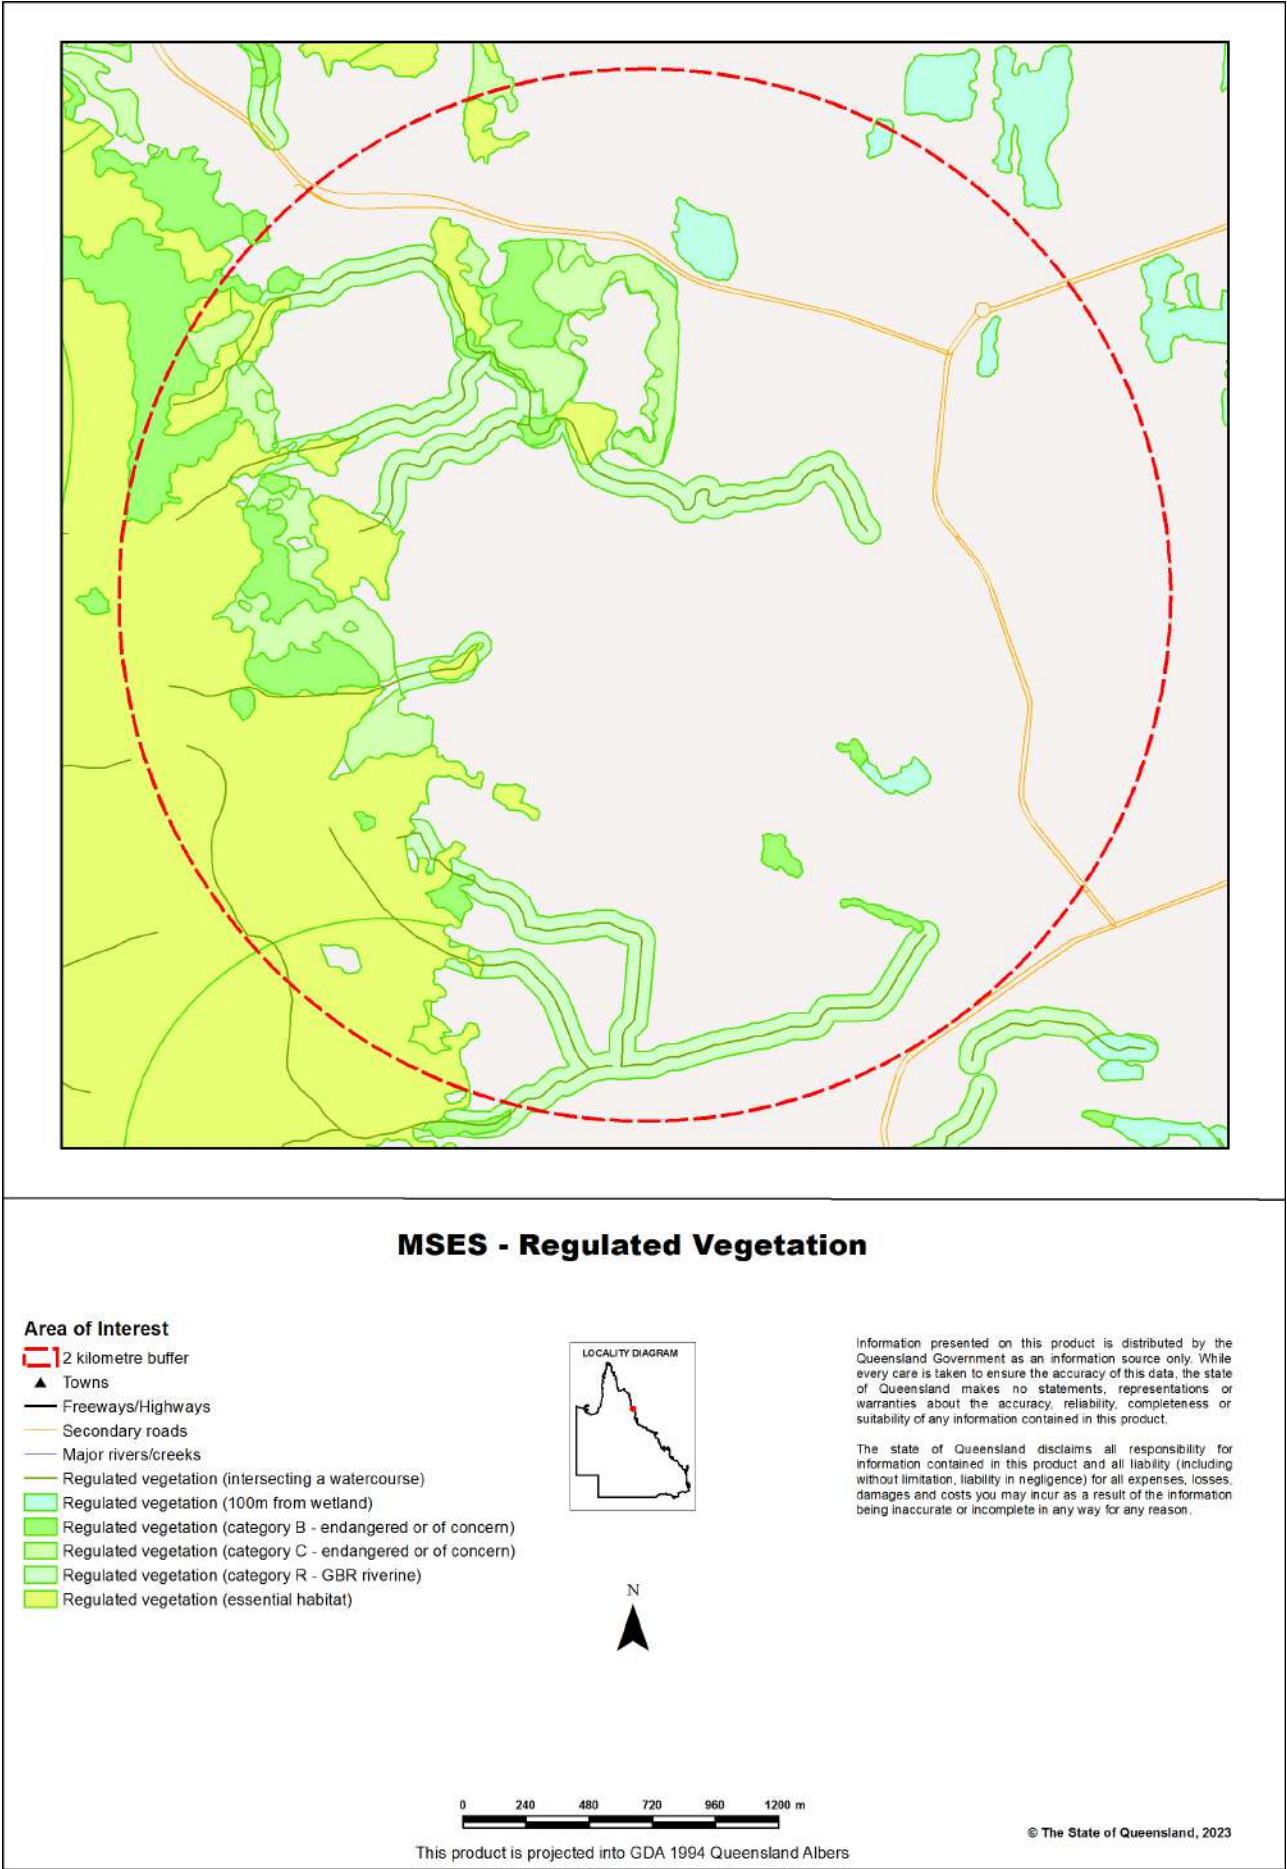 MSES - Regulated Vegetation
Area of Interest
2 kilometre buffer
Towns
Freeways/Highways
Secondary roads
Major rivers/creeks
Regulated vegetation (intersecting a watercourse)
Regulated vegetation (100m from wetland)
Regulated vegetation (category B - endangered or of concern)
Regulated vegetation (category C - endangered or of concern)
Regulated vegetation (category R - GBR riverine)
Regulated vegetation (essential habitat)
LOCALITY DIAGRAM
N
Information presented on this product is distributed by the
Queensland Government as an information source only. While
every care is taken to ensure the accuracy of this data, the state
of Queensland makes no statements, representations or
warranties about the accuracy, reliability, completeness or
suitability of any information contained in this product.
The state of Queensland disclaims all responsibility for
information contained in this product and all liability (including
without limitation, liability in negligence) for all expenses, losses,
damages and costs you may incur as a result of the information
being inaccurate or incomplete in any way for any reason.
0 240 480 720 960 1200 m
This product is projected into GDA 1994 Queensland Albers
© The State of Queensland, 2023